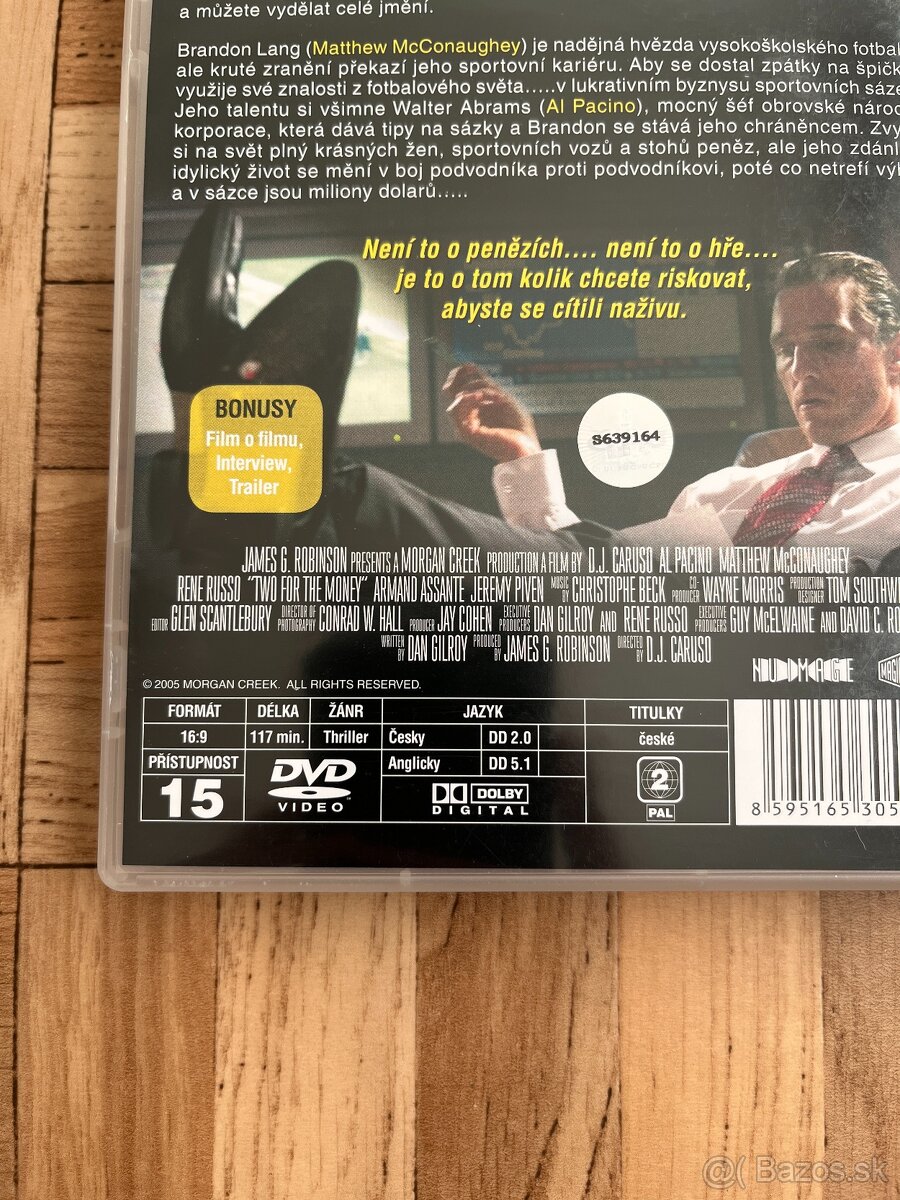 a můžete vydělat celé jmění.
Brandon Lang (Matthew McConaughey) je nadějná hvězda vysokoškolského fotbal
ale kruté zranění překazí jeho sportovní kariéru. Aby se dostal zpátky na špičk
využije své znalosti z fotbalového světa.....v lukrativním byznysu sportovních sáze
Jeho talentu si všimne Walter Abrams (Al Pacino), mocný šéf obrovské národ
korporace, která dává tipy na sázky a Brandon se stává jeho chráněncem. Zvy
si na svět plný krásných žen, sportovních vozů a stohů peněz, ale jeho zdánl
idylický život se mění v boj podvodníka proti podvodníkovi, poté co netrefí výh
a v sázce jsou miliony dolarů.....
Není to o penězích.... není to o hře....
je to o tom kolik chcete riskovat,
abyste se cítili naživu.
BONUSY
Film o filmu,
Interview,
Trailer
8639164
JAMES G. ROBINSON PRESENTS A MORGAN CREEK PRODUCTION A FILM BY D.J. CARUSO AL PACINO MATTHEW McCONAUGHEY
RENE RUSSO "TWO FOR THE MONEY" ARMAND ASSANTE JEREMY PIVEN MUSIC BY CHRISTOPHE BECK CO-PRODUCER WAYNE MORRIS PRODUCTION DESIGNER TOM SOUTHWE
EDITOR GLEN SCANTLEBURY DIRECTOR OF PHOTOGRAPHY CONRAD W. HALL PRODUCER JAY COHEN EXECUTIVE PRODUCERS DAN GILROY AND RENE RUSSO EXECUTIVE PRODUCERS GUY McELWAINE AND DAVID C. RO
WRITTEN BY DAN GILROY PRODUCED BY JAMES G. ROBINSON DIRECTED BY D.J. CARUSO
NU IMAGE
MAGI
© 2005 MORGAN CREEK. ALL RIGHTS RESERVED.
FORMÁT DÉLKA ŽÁNR JAZYK TITULKY
16:9 117 min. Thriller Česky DD 2.0 české
PŘÍSTUPNOST Anglicky DD 5.1
15
DVD
VIDEO
DOLBY
DIGITAL
2
PAL
8 595165 305
@( Bazos.sk